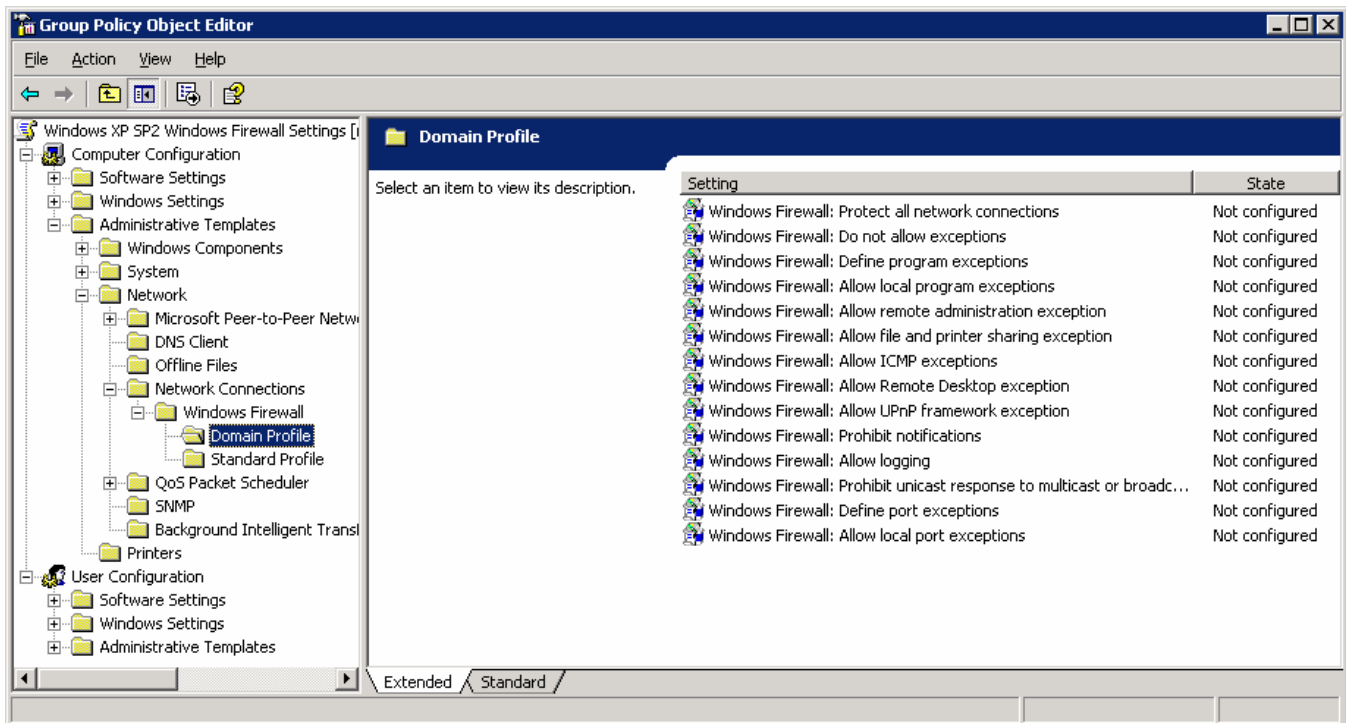 Group Policy Object Editor
File Action View Help
Windows XP SP2 Windows Firewall Settings [
Computer Configuration
Software Settings
Windows Settings
Administrative Templates
Windows Components
System
Network
Microsoft Peer-to-Peer Netw
DNS Client
Offline Files
Network Connections
Windows Firewall
Domain Profile
Standard Profile
QoS Packet Scheduler
SNMP
Background Intelligent Transf
Printers
User Configuration
Software Settings
Windows Settings
Administrative Templates
Domain Profile
Select an item to view its description.
Setting State
Windows Firewall: Protect all network connections Not configured
Windows Firewall: Do not allow exceptions Not configured
Windows Firewall: Define program exceptions Not configured
Windows Firewall: Allow local program exceptions Not configured
Windows Firewall: Allow remote administration exception Not configured
Windows Firewall: Allow file and printer sharing exception Not configured
Windows Firewall: Allow ICMP exceptions Not configured
Windows Firewall: Allow Remote Desktop exception Not configured
Windows Firewall: Allow UPnP framework exception Not configured
Windows Firewall: Prohibit notifications Not configured
Windows Firewall: Allow logging Not configured
Windows Firewall: Prohibit unicast response to multicast or broadc... Not configured
Windows Firewall: Define port exceptions Not configured
Windows Firewall: Allow local port exceptions Not configured
Extended Standard